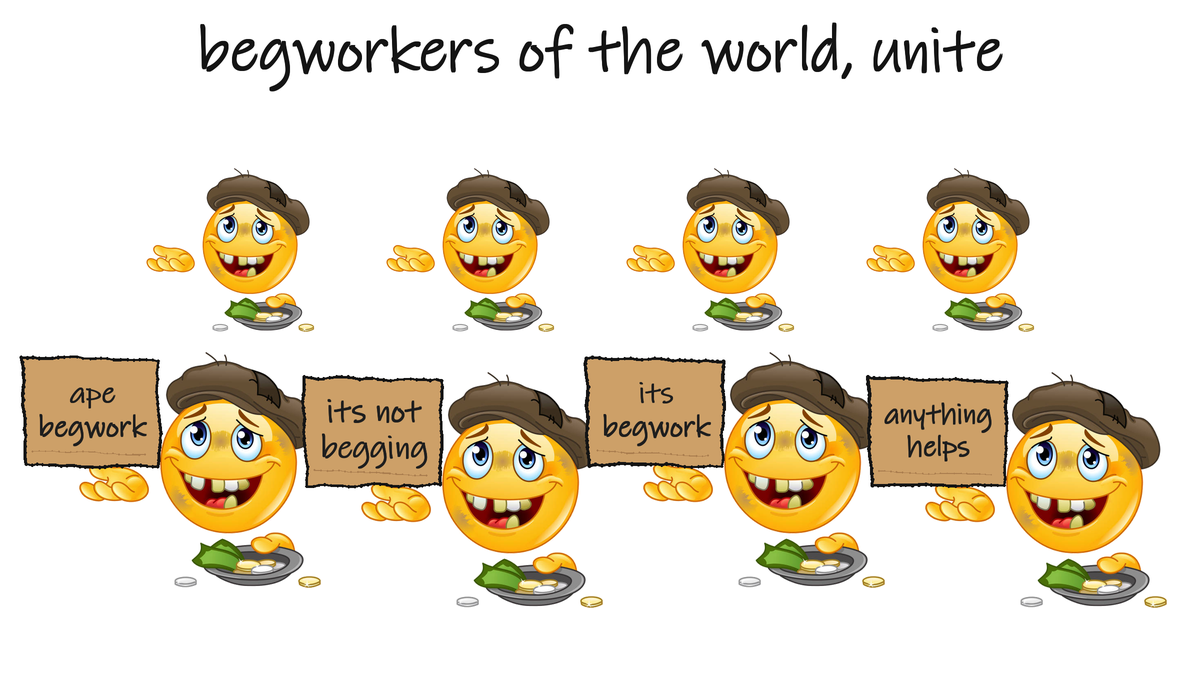 begworkers of the world, unite
ape
begwork
its not
begging
its
begwork
anything
helps